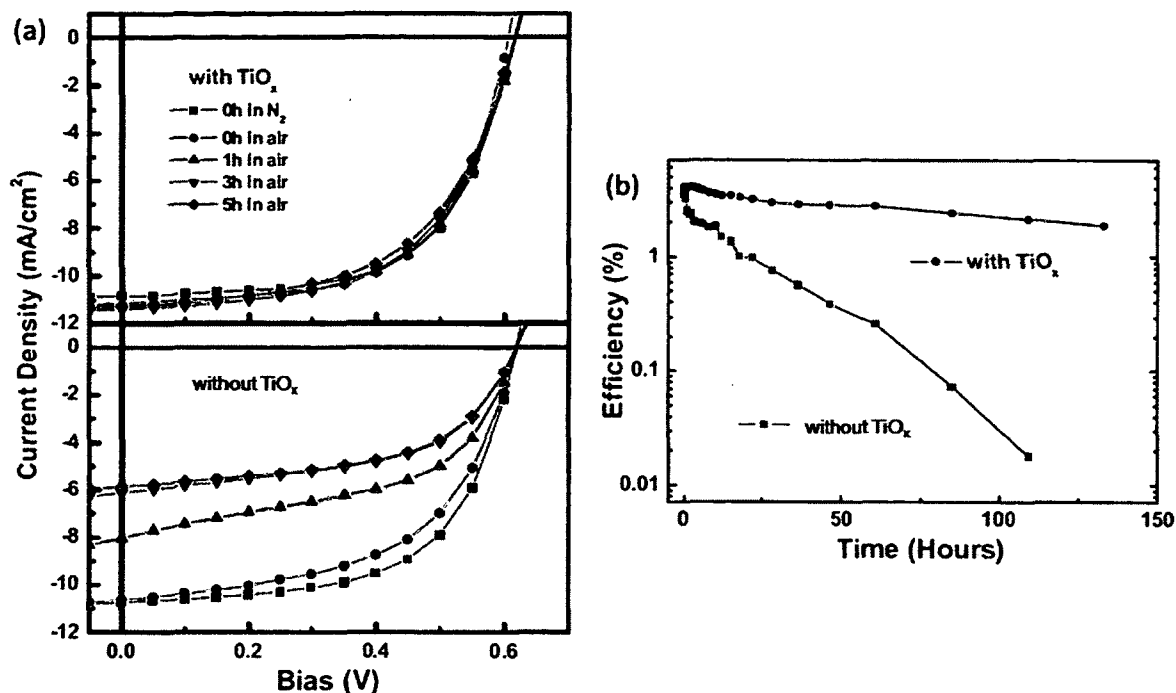 (a)
0
-2
-4
-6
-8
-10
-12
with TiOₓ
0h in N₂
0h in air
1h in air
3h in air
5h in air
0
-2
-4
-6
-8
-10
-12
without TiOₓ
0.0
0.2
0.4
0.6
Current Density (mA/cm²)
Bias (V)
(b)
1
0.1
0.01
with TiOₓ
without TiOₓ
0
50
100
150
Efficiency (%)
Time (Hours)